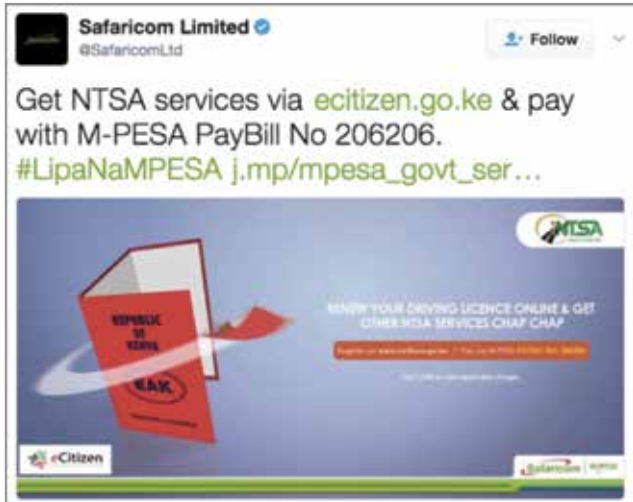 Safaricom Limited
@SafaricomLtd
Follow
Get NTSA services via ecitizen.go.ke & pay
with M-PESA PayBill No 206206.
#LipaNaMPESA j.mp/mpesa_govt_ser…
NTSA
RENEW YOUR DRIVING LICENCE ONLINE & GET
OTHER NTSA SERVICES CHAP CHAP
REPUBLIC
OF
KENYA
EAK
eCitizen
Safaricom